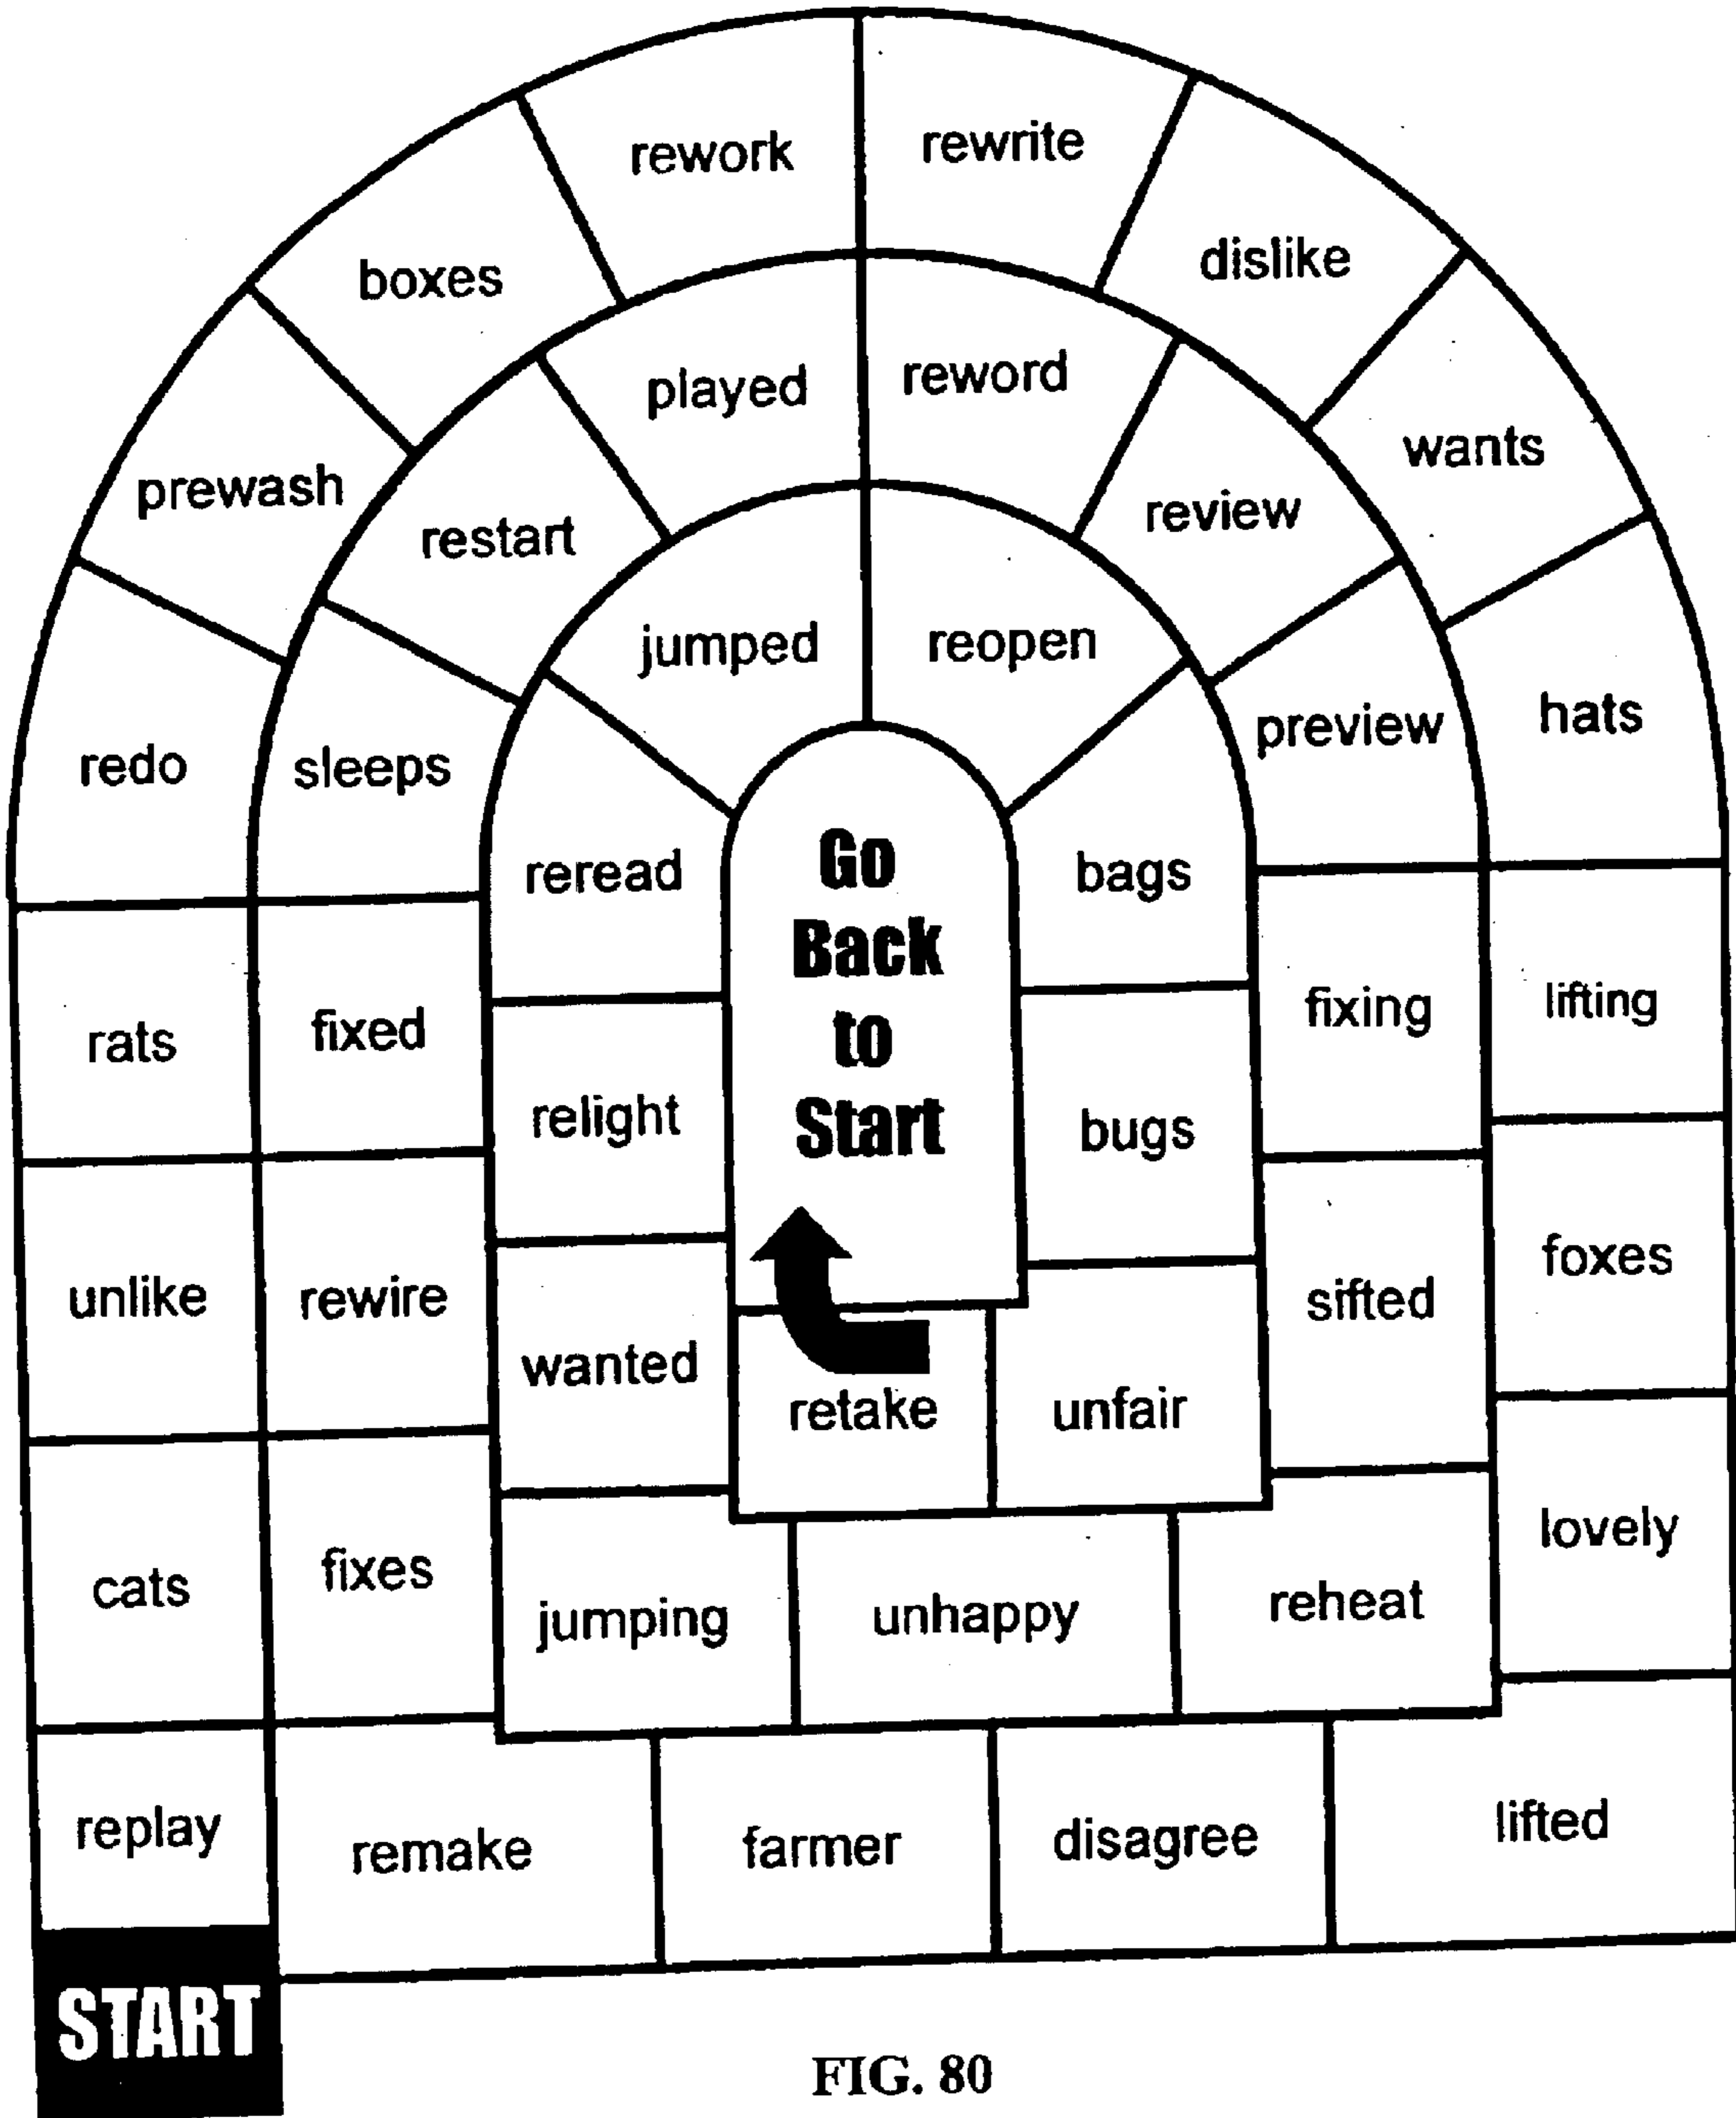 rework
rewrite
boxes
dislike
played
reword
wants
prewash
restart
review
jumped
reopen
redo
sleeps
preview
hats
reread
Go
Back
to
Start
bags
rats
fixed
relight
bugs
fixing
lifting
unlike
rewire
wanted
retake
unfair
sifted
foxes
cats
fixes
jumping
unhappy
reheat
lovely
replay
remake
farmer
disagree
lifted
START
FIG. 80